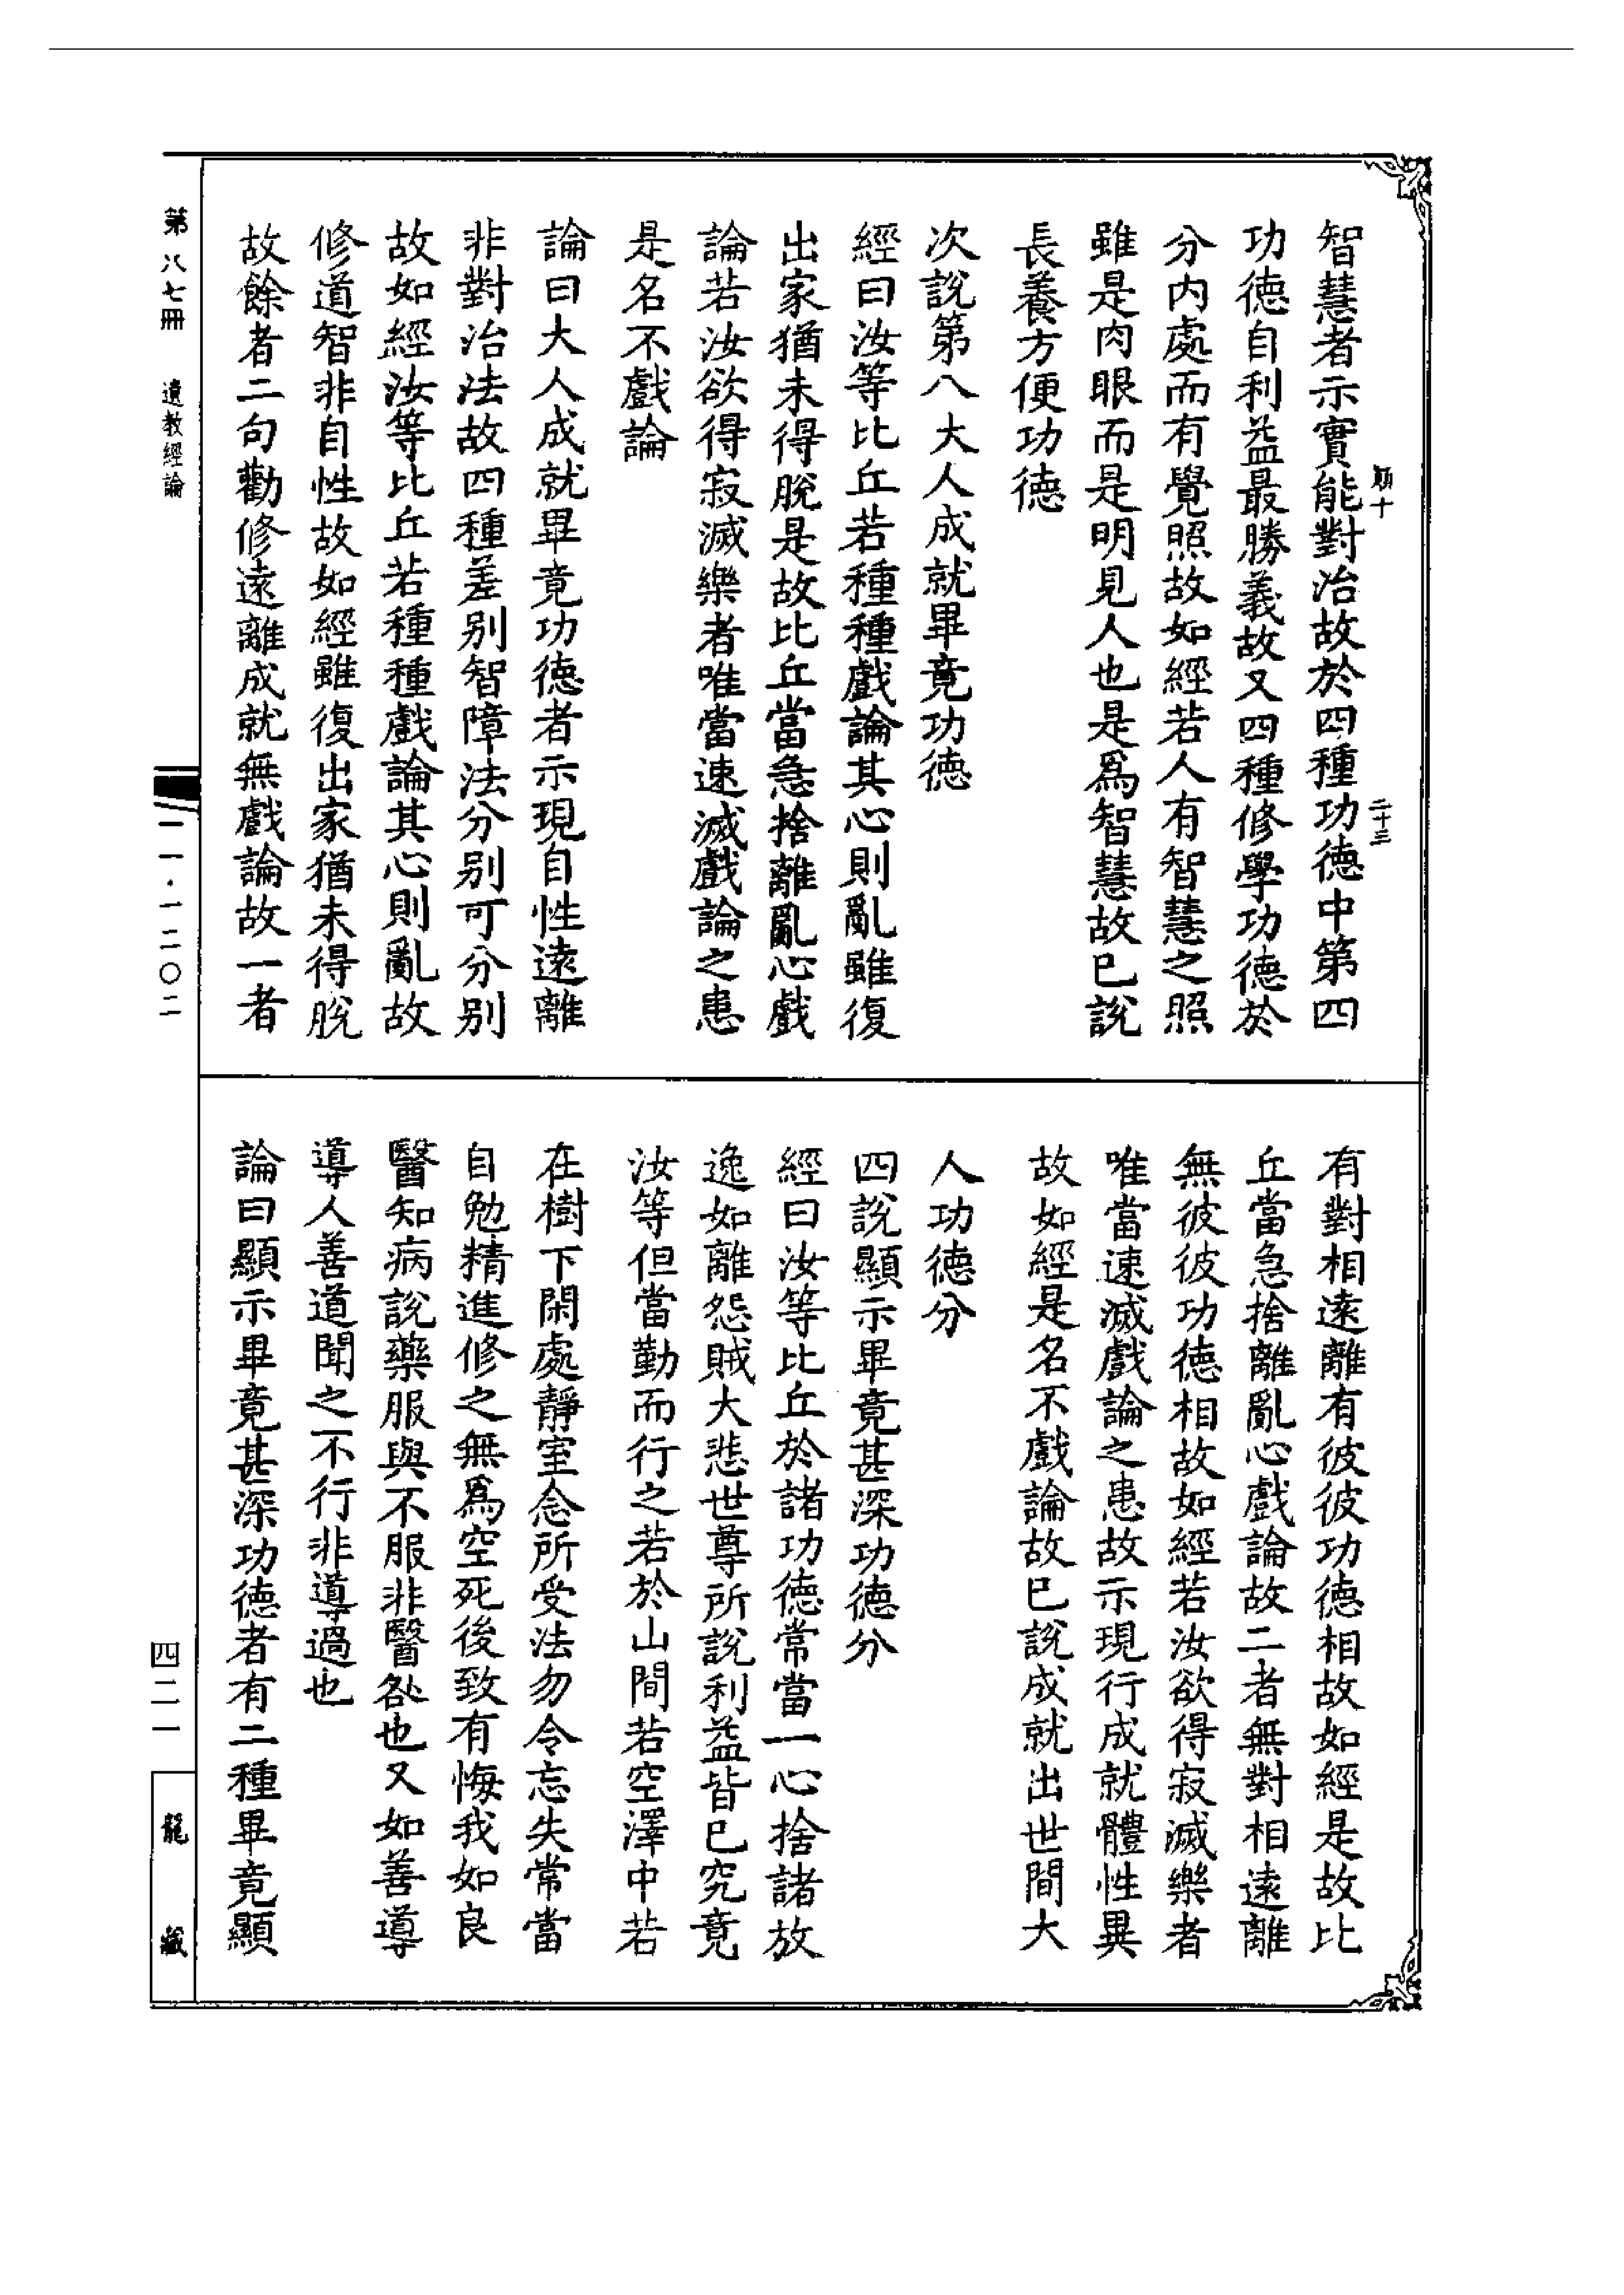 智慧者示實能對治故於四種功德中第四
功德自利益最勝義故又四種修學功德於
分内處而有覺照故如經若人有智慧之照
雖是肉眼而是明見人也是爲智慧故已説
長養方便功德
次説第八大人成就畢竟功德
經曰汝等比丘若種種戲論其心則亂雖復
出家猶未得脫是故比丘當急捨離亂心戲
論若汝欲得寂滅樂者唯當速滅戲論之患
是名不戲論
論曰大人成就畢竟功德者示現自性遠離
非對治法故四種差别智障法分别可分别
故如經汝等比丘若種種戲論其心則亂故
修道智非自性故如經雖復出家猶未得脫
故餘者二句勸修遠離成就無戲論故一者
有對相遠離有彼彼功德相故如經是故比
丘當急捨離亂心戲論故二者無對相遠離
無彼彼功德相故如經若汝欲得寂滅樂者
唯當速滅戲論之患故示現行成就體性異
故如經是名不戲論故已説成就出世間大
人功德分
四説顯示畢竟甚深功德分
經曰汝等比丘於諸功德常當一心捨諸放
逸如離怨賊大悲世尊所説利益皆已究竟
汝等但當勤而行之若於山間若空澤中若
在樹下閑處靜室念所受法勿令忘失常當
自勉精進修之無爲空死後致有悔我如良
醫知病説藥服與不服非醫咎也又如善導
導人善道聞之不行非導過也
論曰顯示畢竟甚深功德者有二種畢竟顯
十
二十三
第八七冊
遺教經論
一一·一二〇二
四二一
龍藏